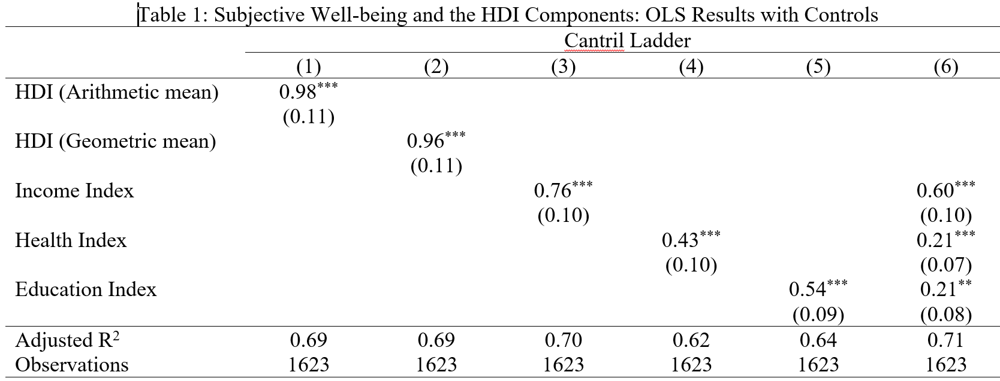 Table 1: Subjective Well-being and the HDI Components: OLS Results with Controls
Cantril Ladder
(1) (2) (3) (4) (5) (6)
HDI (Arithmetic mean) 0.98***
(0.11)
HDI (Geometric mean) 0.96***
(0.11)
Income Index 0.76*** 0.60***
(0.10) (0.10)
Health Index 0.43*** 0.21***
(0.10) (0.07)
Education Index 0.54*** 0.21**
(0.09) (0.08)
Adjusted R² 0.69 0.69 0.70 0.62 0.64 0.71
Observations 1623 1623 1623 1623 1623 1623